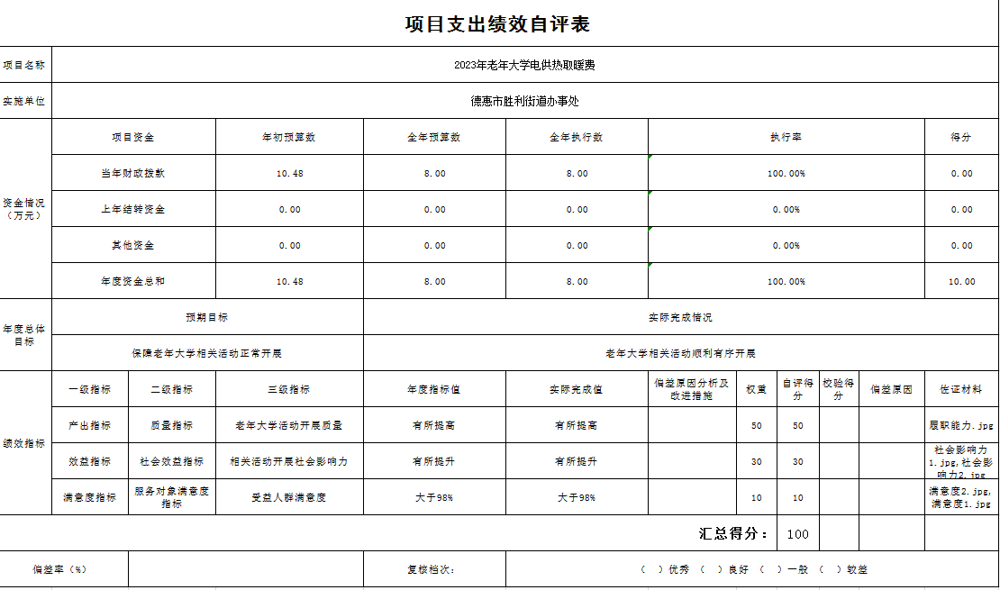 项目支出绩效自评表
项目名称 2023年老年大学电供热取暖费
实施单位 德惠市胜利街道办事处
资金情况
（万元）
项目资金 年初预算数 全年预算数 全年执行数 执行率 得分
当年财政拨款 10.48 8.00 8.00 100.00% 0.00
上年结转资金 0.00 0.00 0.00 0.00% 0.00
其他资金 0.00 0.00 0.00 0.00% 0.00
年度资金总和 10.48 8.00 8.00 100.00% 10.00
年度总体
目标
预期目标 实际完成情况
保障老年大学相关活动正常开展 老年大学相关活动顺利有序开展
绩效指标
一级指标 二级指标 三级指标 年度指标值 实际完成值 偏差原因分析及
改进措施 权重 自评得
分 校验得
分 偏差原因 佐证材料
产出指标 质量指标 老年大学活动开展质量 有所提高 有所提高 50 50 履职能力.jpg
效益指标 社会效益指标 相关活动开展社会影响力 有所提升 有所提升 30 30 社会影响力
1.jpg,社会影
响力2.jpg
满意度指标 服务对象满意度
指标 受益人群满意度 大于98% 大于98% 10 10 满意度2.jpg,
满意度1.jpg
汇总得分： 100
偏差率（%） 复核档次： （ ）优秀 （ ）良好 （ ）一般 （ ）较差